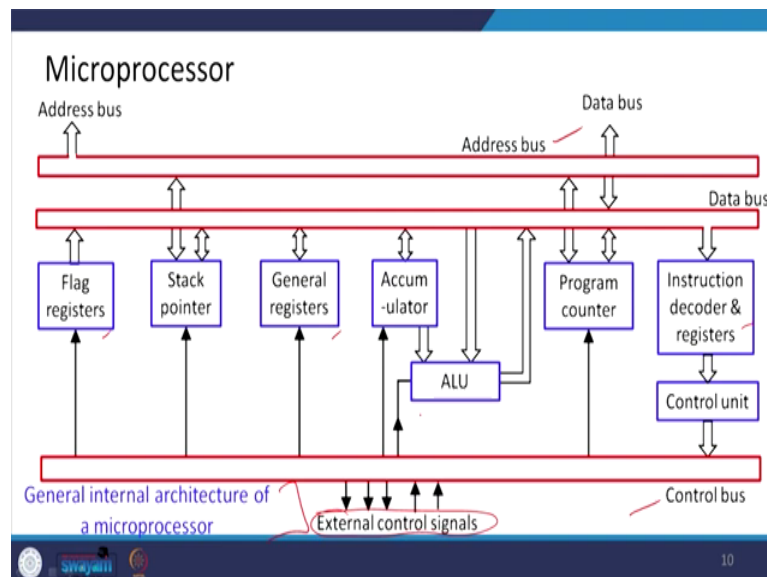 Microprocessor
Address bus
Data bus
Address bus
Data bus
Flag
registers
Stack
pointer
General
registers
Accum
-ulator
Program
counter
Instruction
decoder &
registers
ALU
Control unit
General internal architecture of
a microprocessor
External control signals
Control bus
swayam
10